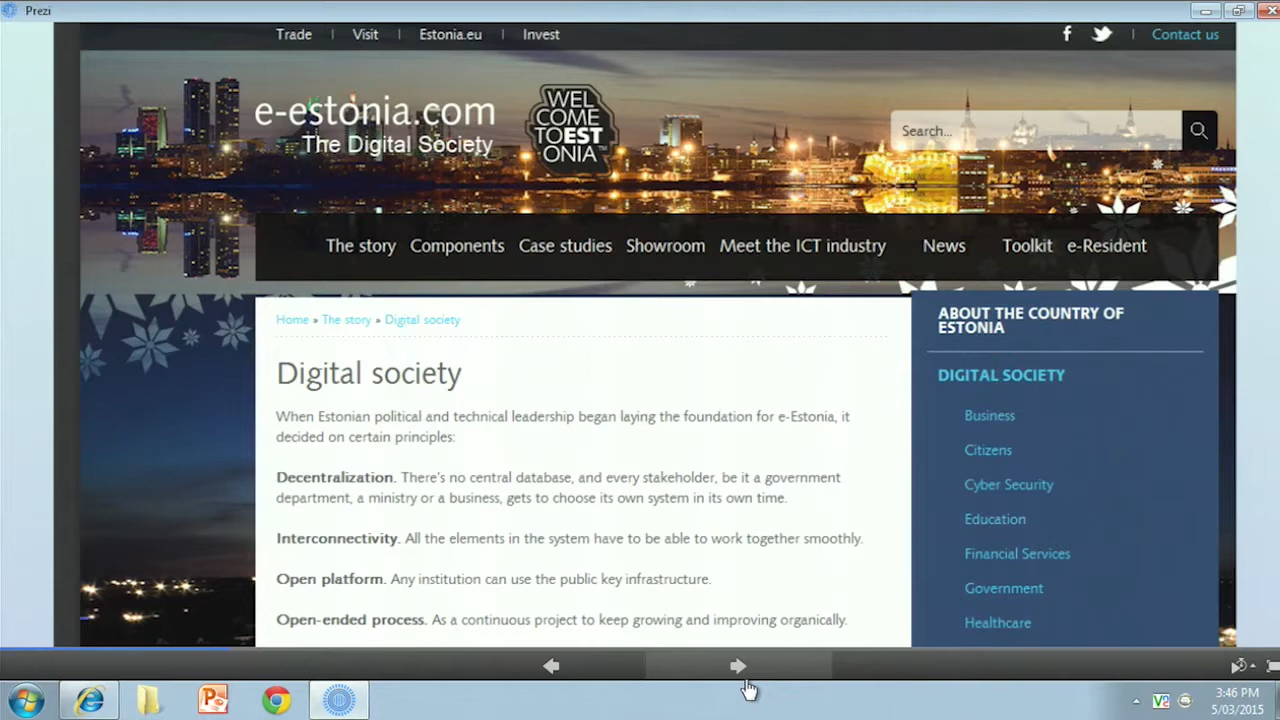 Prezi
Trade | Visit | Estonia.eu | Invest
Contact us
e-estonia.com
The Digital Society
WEL
COME
TOEST
ONIA™
Search...
The story Components Case studies Showroom Meet the ICT industry News Toolkit e-Resident
Home » The story » Digital society
Digital society
When Estonian political and technical leadership began laying the foundation for e-Estonia, it
decided on certain principles:
Decentralization. There's no central database, and every stakeholder, be it a government
department, a ministry or a business, gets to choose its own system in its own time.
Interconnectivity. All the elements in the system have to be able to work together smoothly.
Open platform. Any institution can use the public key infrastructure.
Open-ended process. As a continuous project to keep growing and improving organically.
ABOUT THE COUNTRY OF
ESTONIA
DIGITAL SOCIETY
Business
Citizens
Cyber Security
Education
Financial Services
Government
Healthcare
3:46 PM
5/03/2015